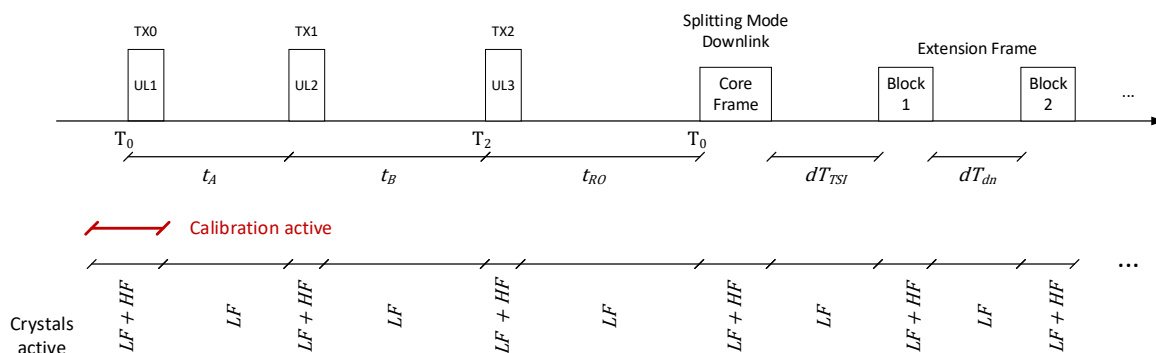 Splitting Mode
Downlink
TX0
TX1
TX2
Extension Frame
UL1
UL2
UL3
Core
Frame
Block
1
Block
2
...
T0
T2
T0
tA
tB
tRO
dTTSI
dTdn
Calibration active
...
Crystals
active
LF + HF
LF
LF + HF
LF
LF + HF
LF
LF + HF
LF
LF + HF
LF
LF + HF